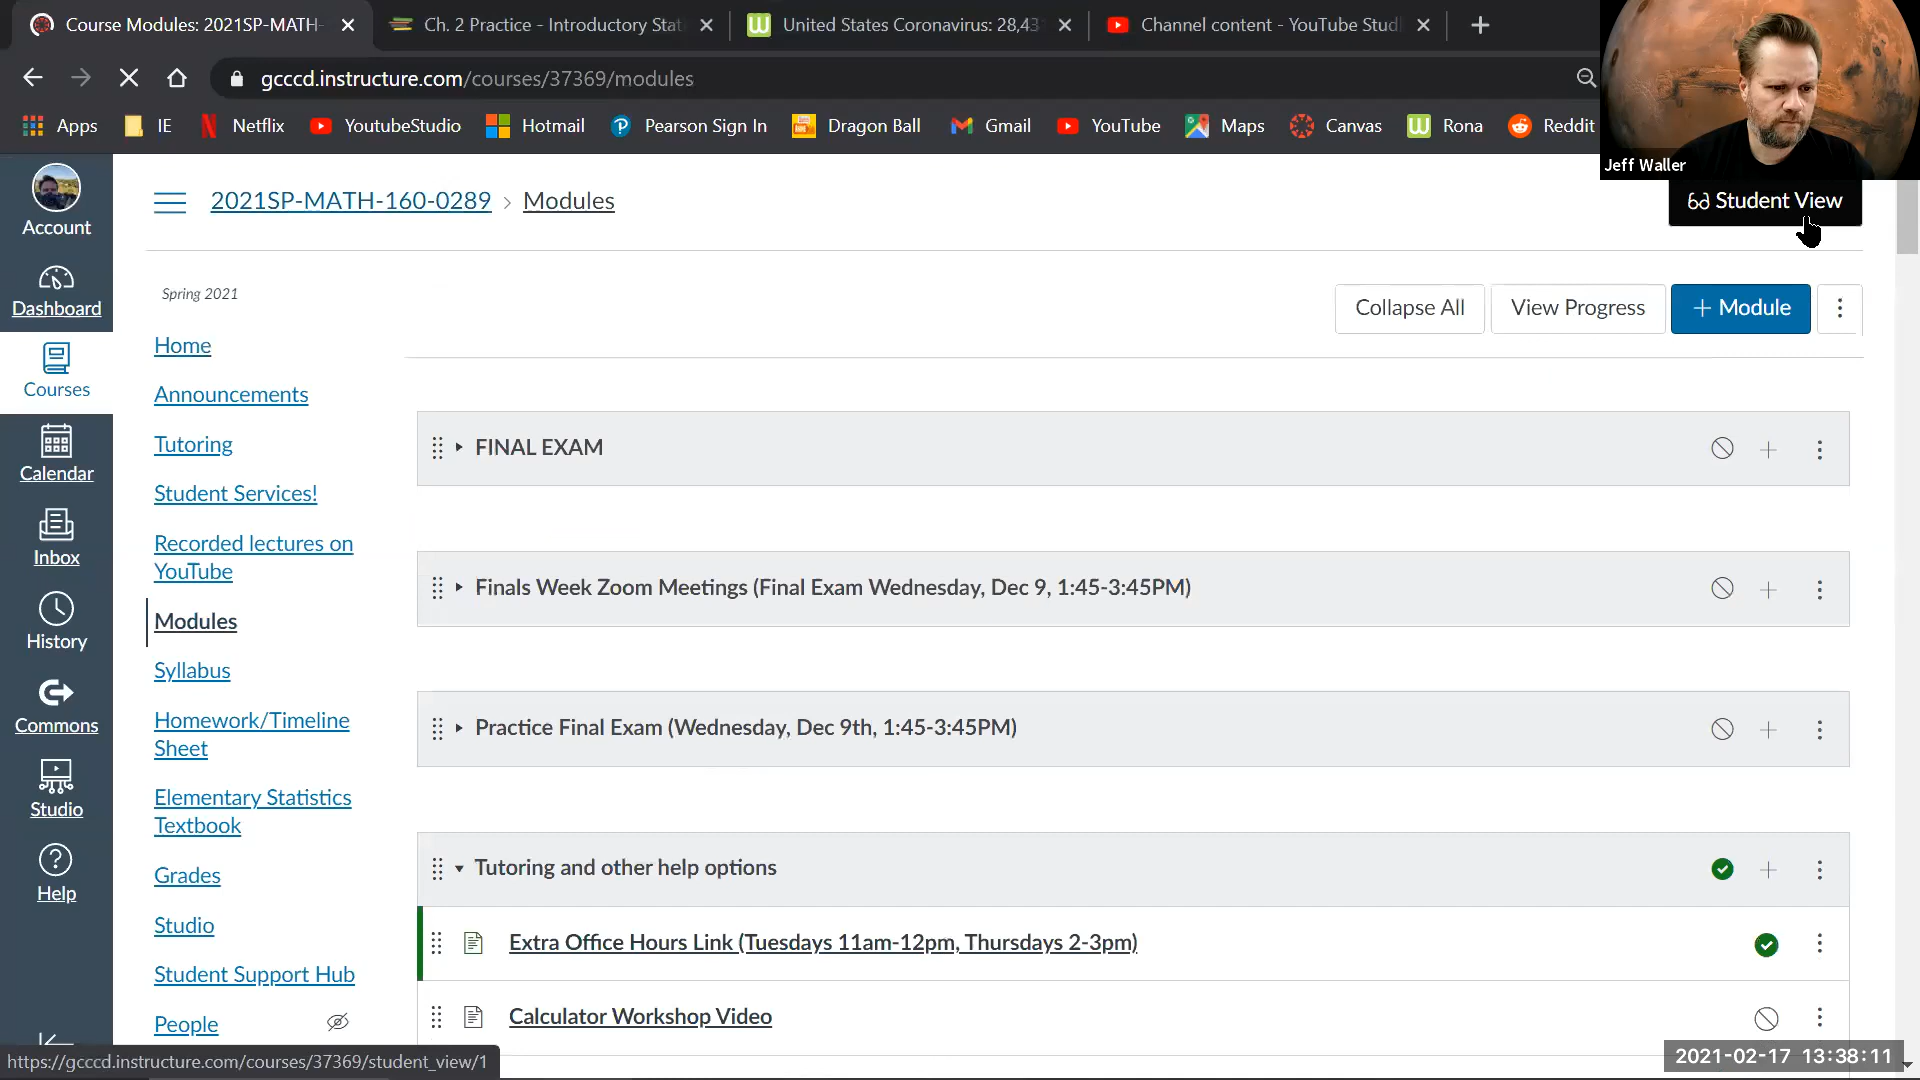 Course Modules: 2021SP-MATH-
Ch. 2 Practice - Introductory Stat
United States Coronavirus: 28,43
Channel content - YouTube Studi
gcccd.instructure.com/courses/37369/modules
Apps
IE
Netflix
YoutubeStudio
Hotmail
Pearson Sign In
Dragon Ball
Gmail
YouTube
Maps
Canvas
Rona
Reddit
Jeff Waller
Account
Dashboard
Courses
Calendar
Inbox
History
Commons
Studio
Help
2021SP-MATH-160-0289 > Modules
Student View
Spring 2021
Home
Announcements
Tutoring
Student Services!
Recorded lectures on
YouTube
Modules
Syllabus
Homework/Timeline
Sheet
Elementary Statistics
Textbook
Grades
Studio
Student Support Hub
People
Collapse All
View Progress
+ Module
FINAL EXAM
Finals Week Zoom Meetings (Final Exam Wednesday, Dec 9, 1:45-3:45PM)
Practice Final Exam (Wednesday, Dec 9th, 1:45-3:45PM)
Tutoring and other help options
Extra Office Hours Link (Tuesdays 11am-12pm, Thursdays 2-3pm)
Calculator Workshop Video
https://gcccd.instructure.com/courses/37369/student_view/1
2021-02-17 13:38:11